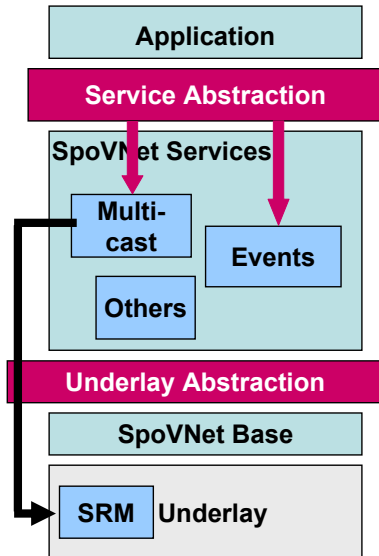 Application
Service Abstraction
SpoVNet Services
Multi-
cast
Events
Others
Underlay Abstraction
SpoVNet Base
SRM
Underlay